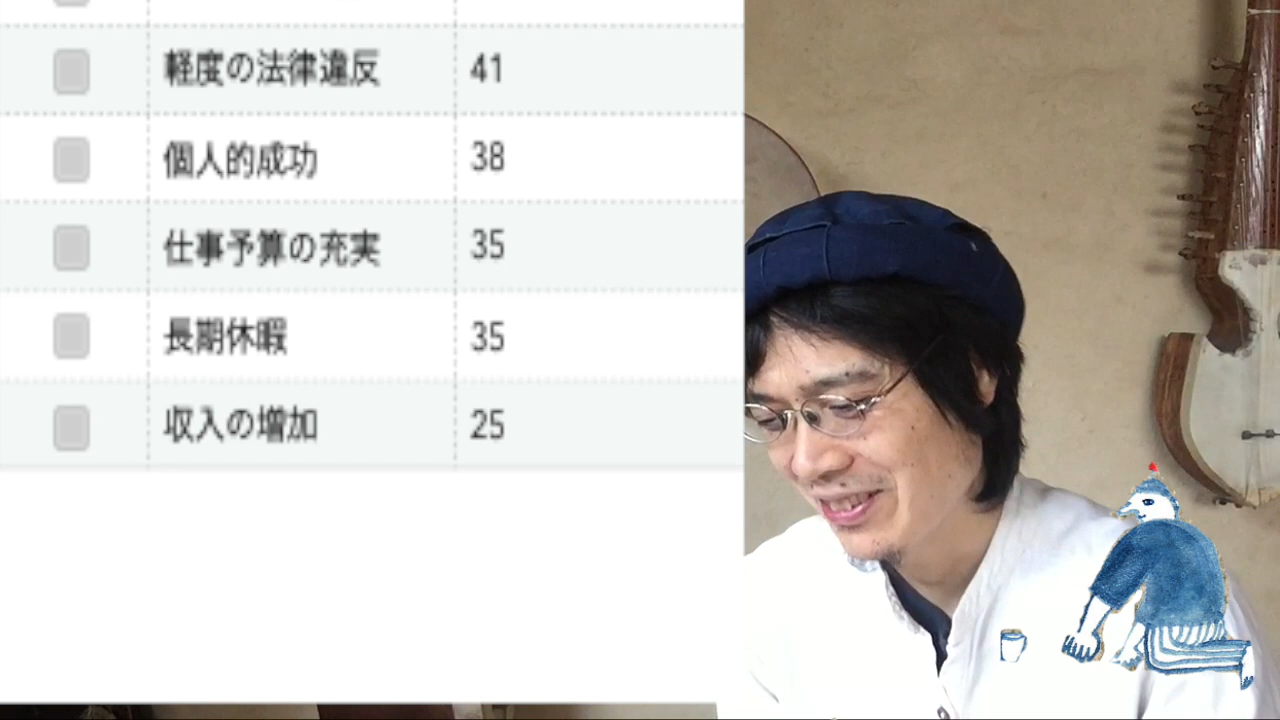 軽度の法律違反 41
個人的成功 38
仕事予算の充実 35
長期休暇 35
収入の増加 25